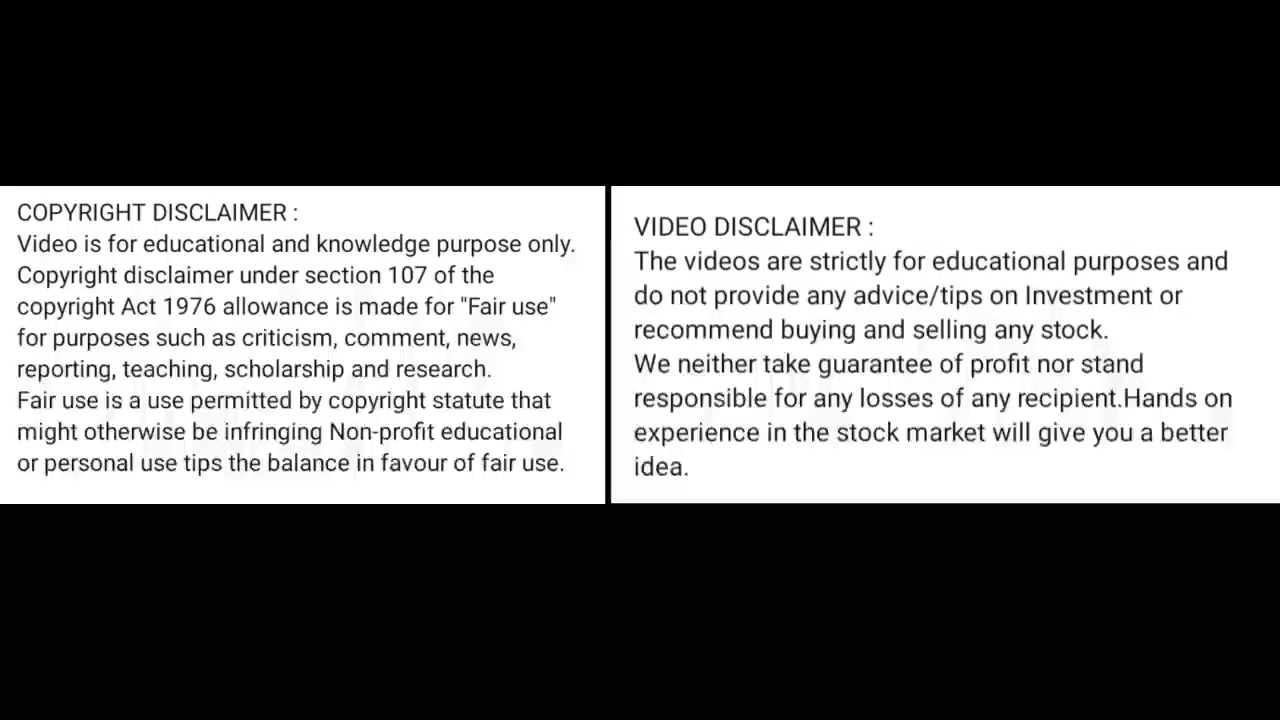 COPYRIGHT DISCLAIMER :
Video is for educational and knowledge purpose only.
Copyright disclaimer under section 107 of the
copyright Act 1976 allowance is made for "Fair use"
for purposes such as criticism, comment, news,
reporting, teaching, scholarship and research.
Fair use is a use permitted by copyright statute that
might otherwise be infringing Non-profit educational
or personal use tips the balance in favour of fair use.
VIDEO DISCLAIMER :
The videos are strictly for educational purposes and
do not provide any advice/tips on Investment or
recommend buying and selling any stock.
We neither take guarantee of profit nor stand
responsible for any losses of any recipient.Hands on
experience in the stock market will give you a better
idea.